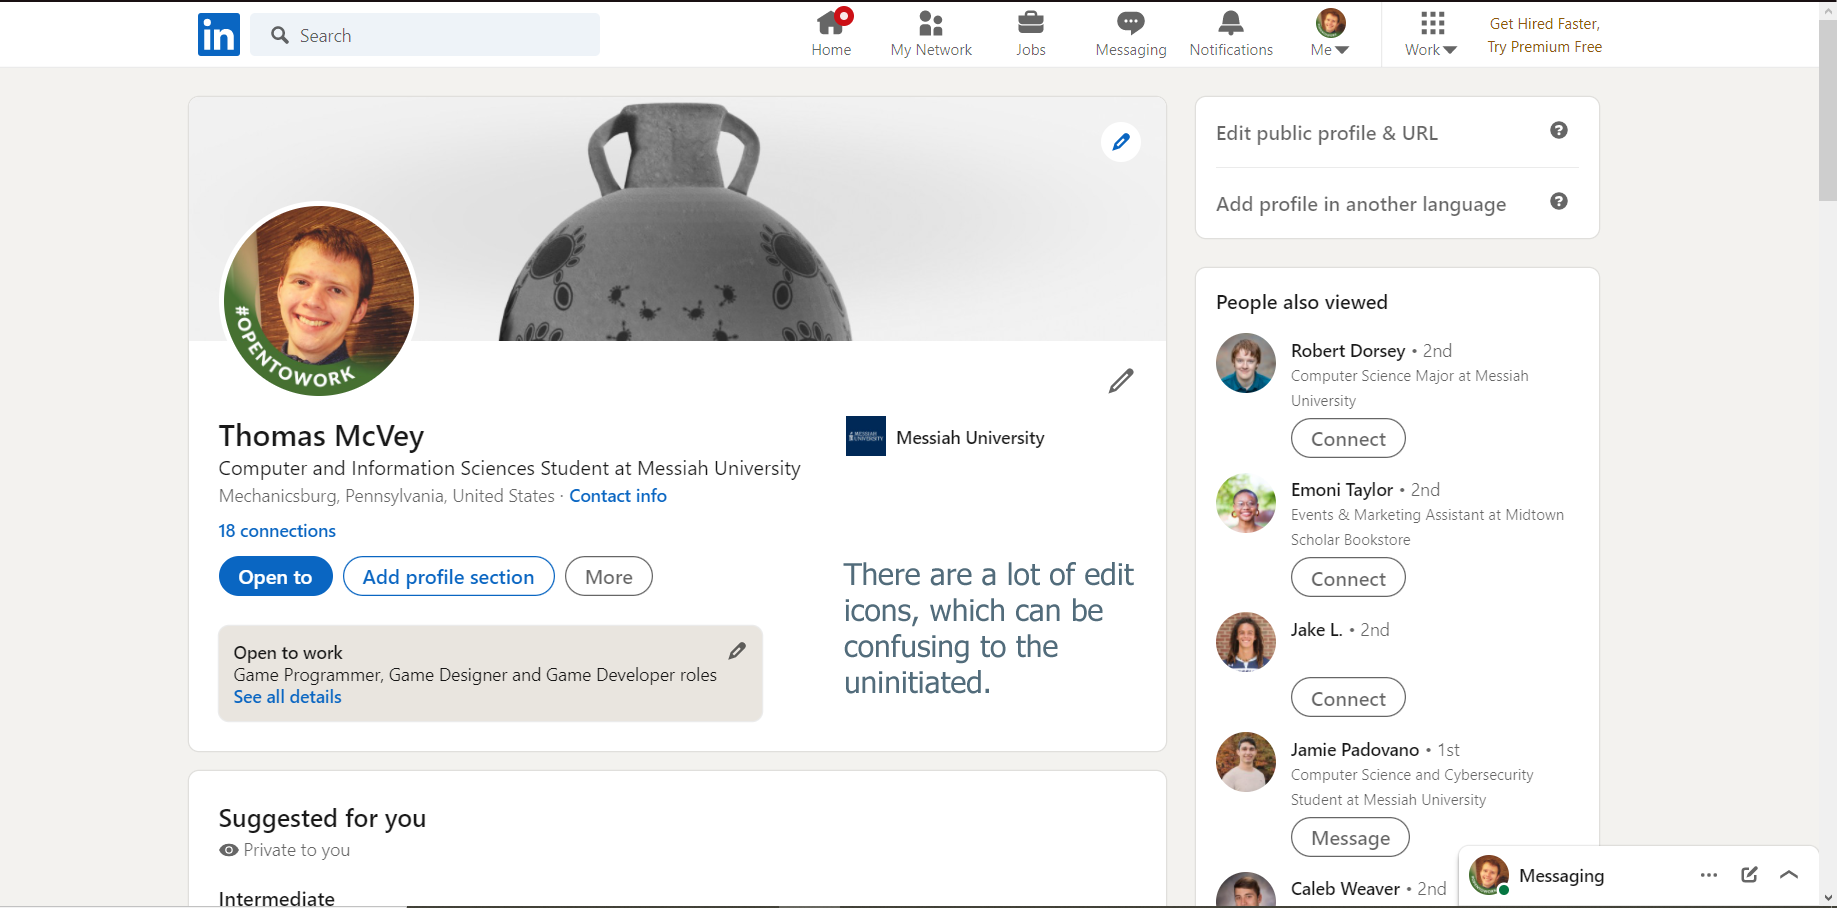 in
Search
Home
My Network
Jobs
Messaging
Notifications
Me
Work
Get Hired Faster,
Try Premium Free
#OPENTOWORK
Thomas McVey
Computer and Information Sciences Student at Messiah University
Mechanicsburg, Pennsylvania, United States · Contact info
18 connections
Open to
Add profile section
More
MESSIAH
UNIVERSITY
Messiah University
There are a lot of edit
icons, which can be
confusing to the
uninitiated.
Open to work
Game Programmer, Game Designer and Game Developer roles
See all details
Suggested for you
Private to you
Intermediate
Edit public profile & URL
?
Add profile in another language
?
People also viewed
Robert Dorsey • 2nd
Computer Science Major at Messiah
University
Connect
Emoni Taylor • 2nd
Events & Marketing Assistant at Midtown
Scholar Bookstore
Connect
Jake L. • 2nd
Connect
Jamie Padovano • 1st
Computer Science and Cybersecurity
Student at Messiah University
Message
Caleb Weaver • 2nd
Messaging